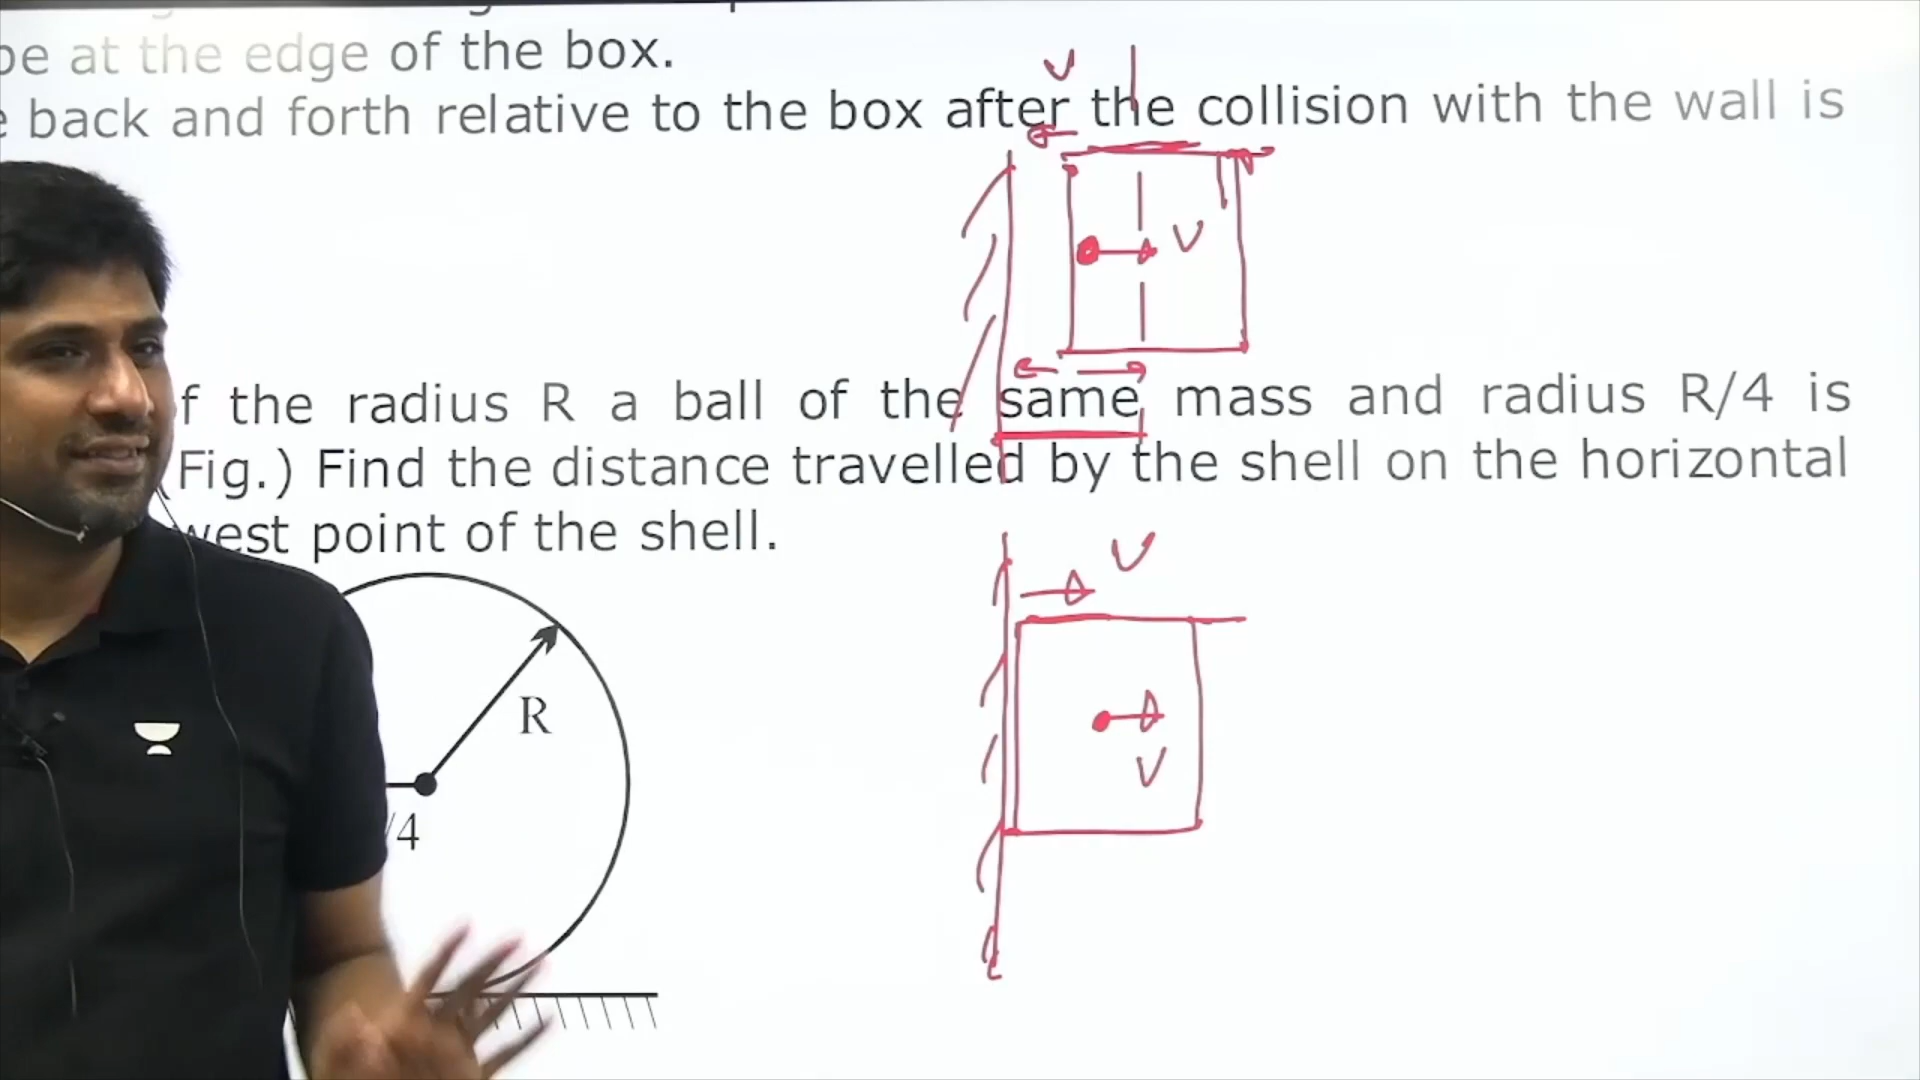 be at the edge of the box.
back and forth relative to the box after the collision with the wall is
V
V
f the radius R a ball of the same mass and radius R/4 is
(Fig.) Find the distance travelled by the shell on the horizontal
west point of the shell.
V
R
V
/4